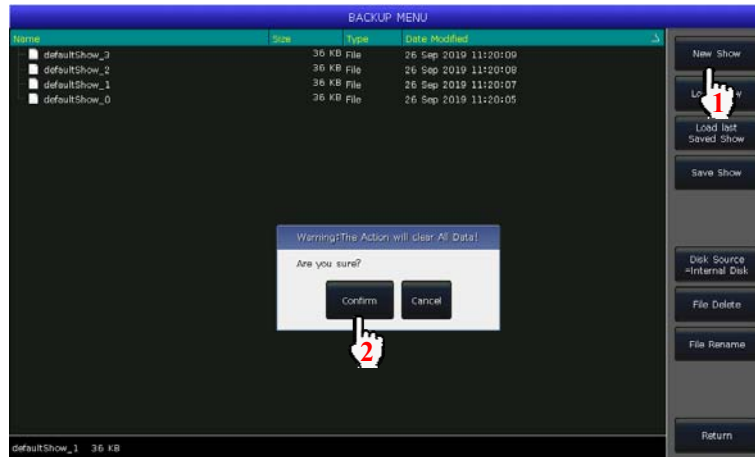 BACKUP MENU
Name Size Type Date Modified
defaultShow_3 36 KB File 26 Sep 2019 11:20:09
defaultShow_2 36 KB File 26 Sep 2019 11:20:08
defaultShow_1 36 KB File 26 Sep 2019 11:20:07
defaultShow_0 36 KB File 26 Sep 2019 11:20:05
New Show
1
Load last
Saved Show
Save Show
Warning:The Action will clear All Data!
Are you sure?
Confirm Cancel
2
Disk Source
=Internal Disk
File Delete
File Rename
Return
defaultShow_1 36 KB